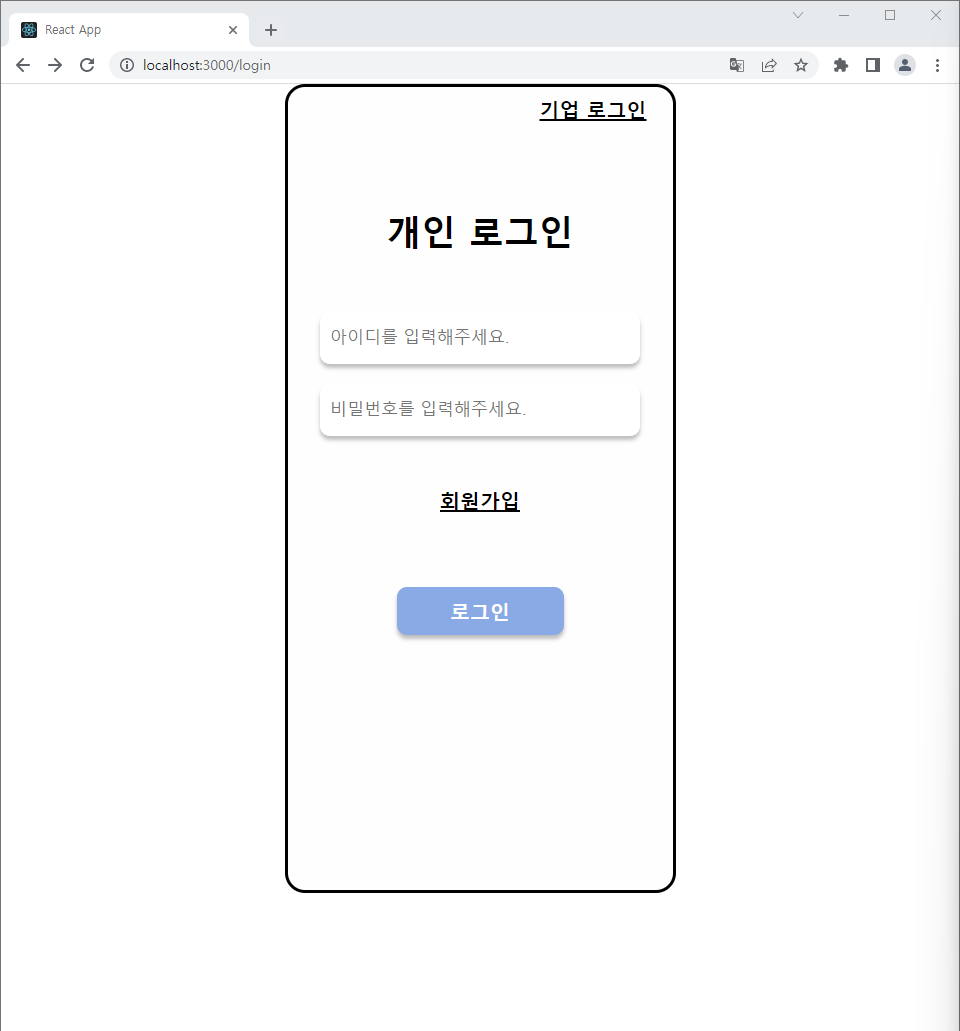 React App
localhost:3000/login
기업 로그인
개인 로그인
아이디를 입력해주세요.
비밀번호를 입력해주세요.
회원가입
로그인